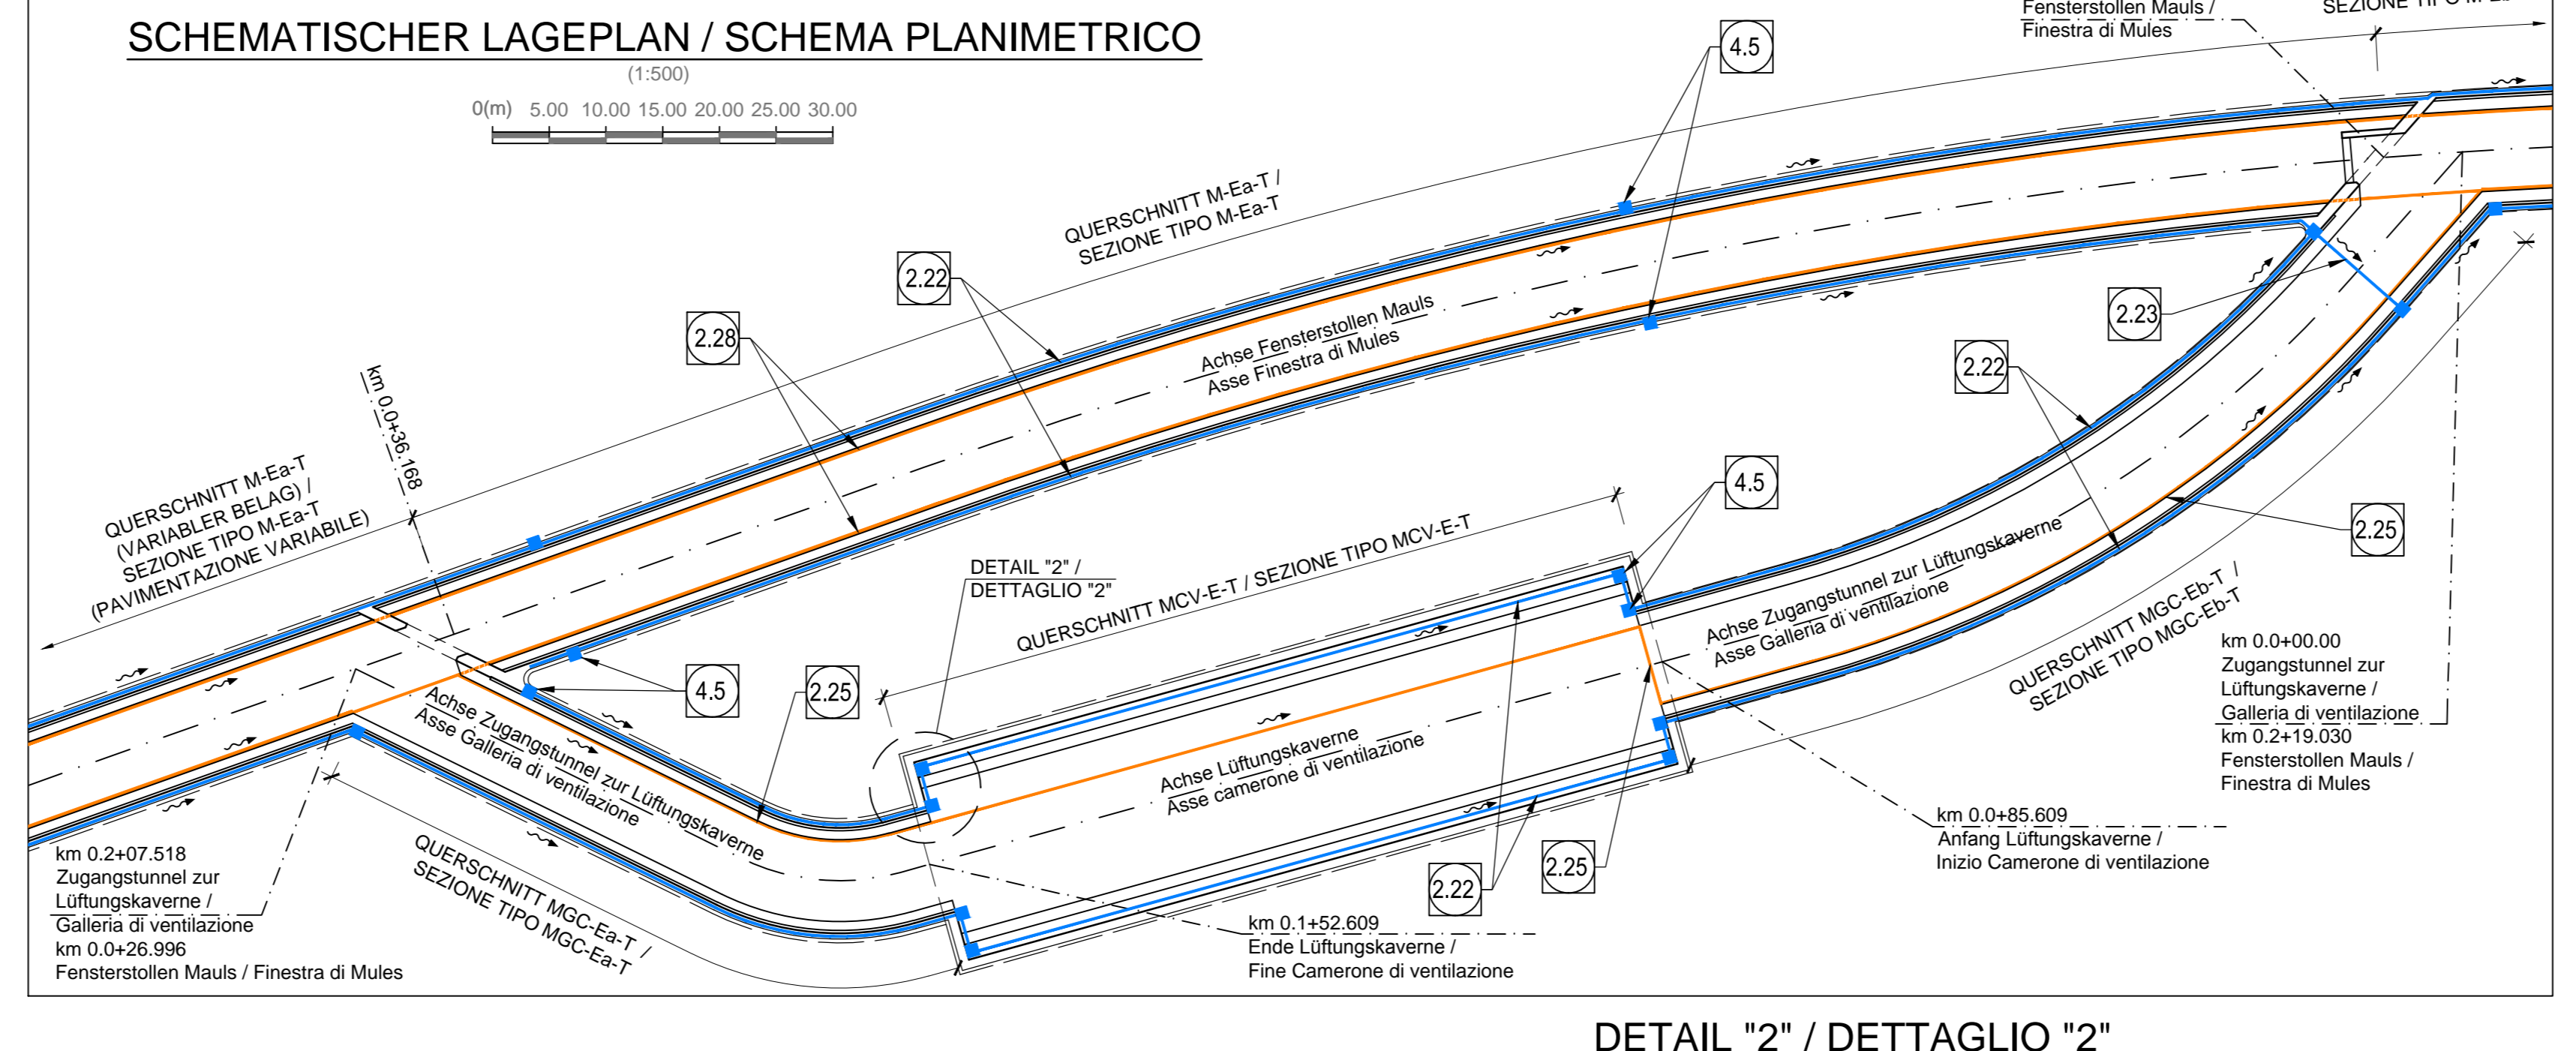 SCHEMATISCHER LAGEPLAN / SCHEMA PLANIMETRICO
(1:500)
0(m) 5.00 10.00 15.00 20.00 25.00 30.00
Fensterstollen Mauls /
Finestra di Mules
SEZIONE TIPO
4.5
QUERSCHNITT M-Ea-T /
SEZIONE TIPO M-Ea-T
2.22
2.28
2.23
2.22
Achse Fensterstollen Mauls
Asse Finestra di Mules
km 0.0+36.168
QUERSCHNITT M-Ea-T
(VARIABLER BELAG) /
SEZIONE TIPO M-Ea-T
(PAVIMENTAZIONE VARIABILE)
4.5
2.25
DETAIL "2" /
DETTAGLIO "2"
QUERSCHNITT MCV-E-T / SEZIONE TIPO MCV-E-T
Achse Zugangstunnel zur Lüftungskaverne
Asse Galleria di ventilazione
QUERSCHNITT MGC-Eb-T /
SEZIONE TIPO MGC-Eb-T
km 0.0+00.00
Zugangstunnel zur
Lüftungskaverne /
Galleria di ventilazione
km 0.2+19.030
Fensterstollen Mauls /
Finestra di Mules
4.5
2.25
Achse Zugangstunnel zur Lüftungskaverne
Asse Galleria di ventilazione
Achse Lüftungskaverne
Asse camerone di ventilazione
km 0.0+85.609
Anfang Lüftungskaverne /
Inizio Camerone di ventilazione
km 0.2+07.518
Zugangstunnel zur
Lüftungskaverne /
Galleria di ventilazione
km 0.0+26.996
Fensterstollen Mauls / Finestra di Mules
QUERSCHNITT MGC-Ea-T /
SEZIONE TIPO MGC-Ea-T
2.22
2.25
km 0.1+52.609
Ende Lüftungskaverne /
Fine Camerone di ventilazione
DETAIL "2" / DETTAGLIO "2"